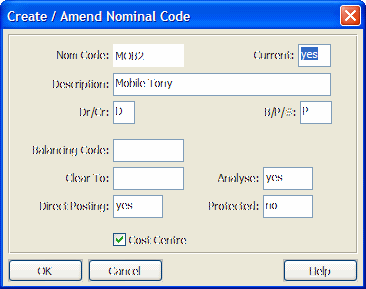 Create / Amend Nominal Code
Nom Code: MOB2 Current: yes
Description: Mobile Tony
Dr/Cr: D B/P/#: P
Balancing Code:
Clear To: Analyse: yes
Direct Posting: yes Protected: no
Cost Centre
OK Cancel Help